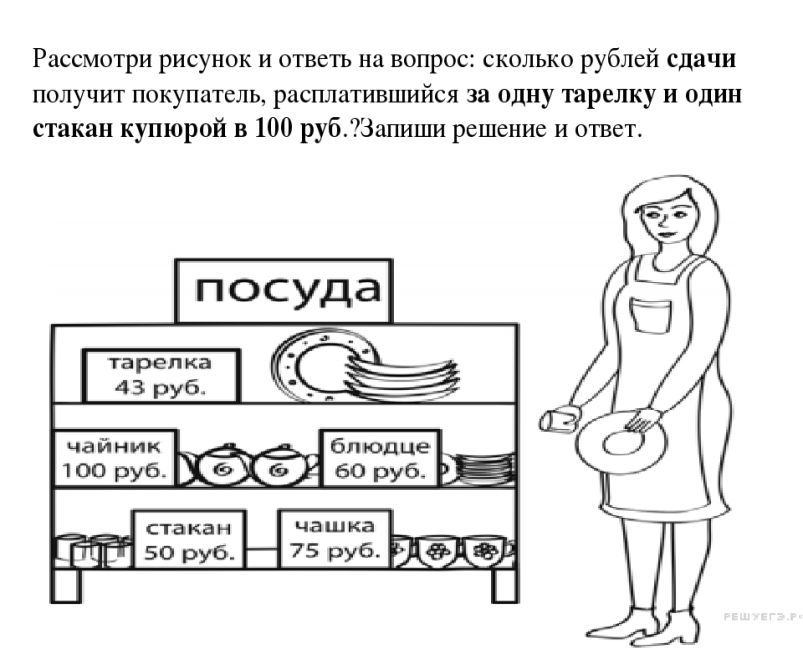 Рассмотри рисунок и ответь на вопрос: сколько рублей сдачи
получит покупатель, расплатившийся за одну тарелку и один
стакан купюрой в 100 руб.?Запиши решение и ответ.
посуда
тарелка
43 руб.
чайник
100 руб.
блюдце
60 руб.
стакан
50 руб.
чашка
75 руб.